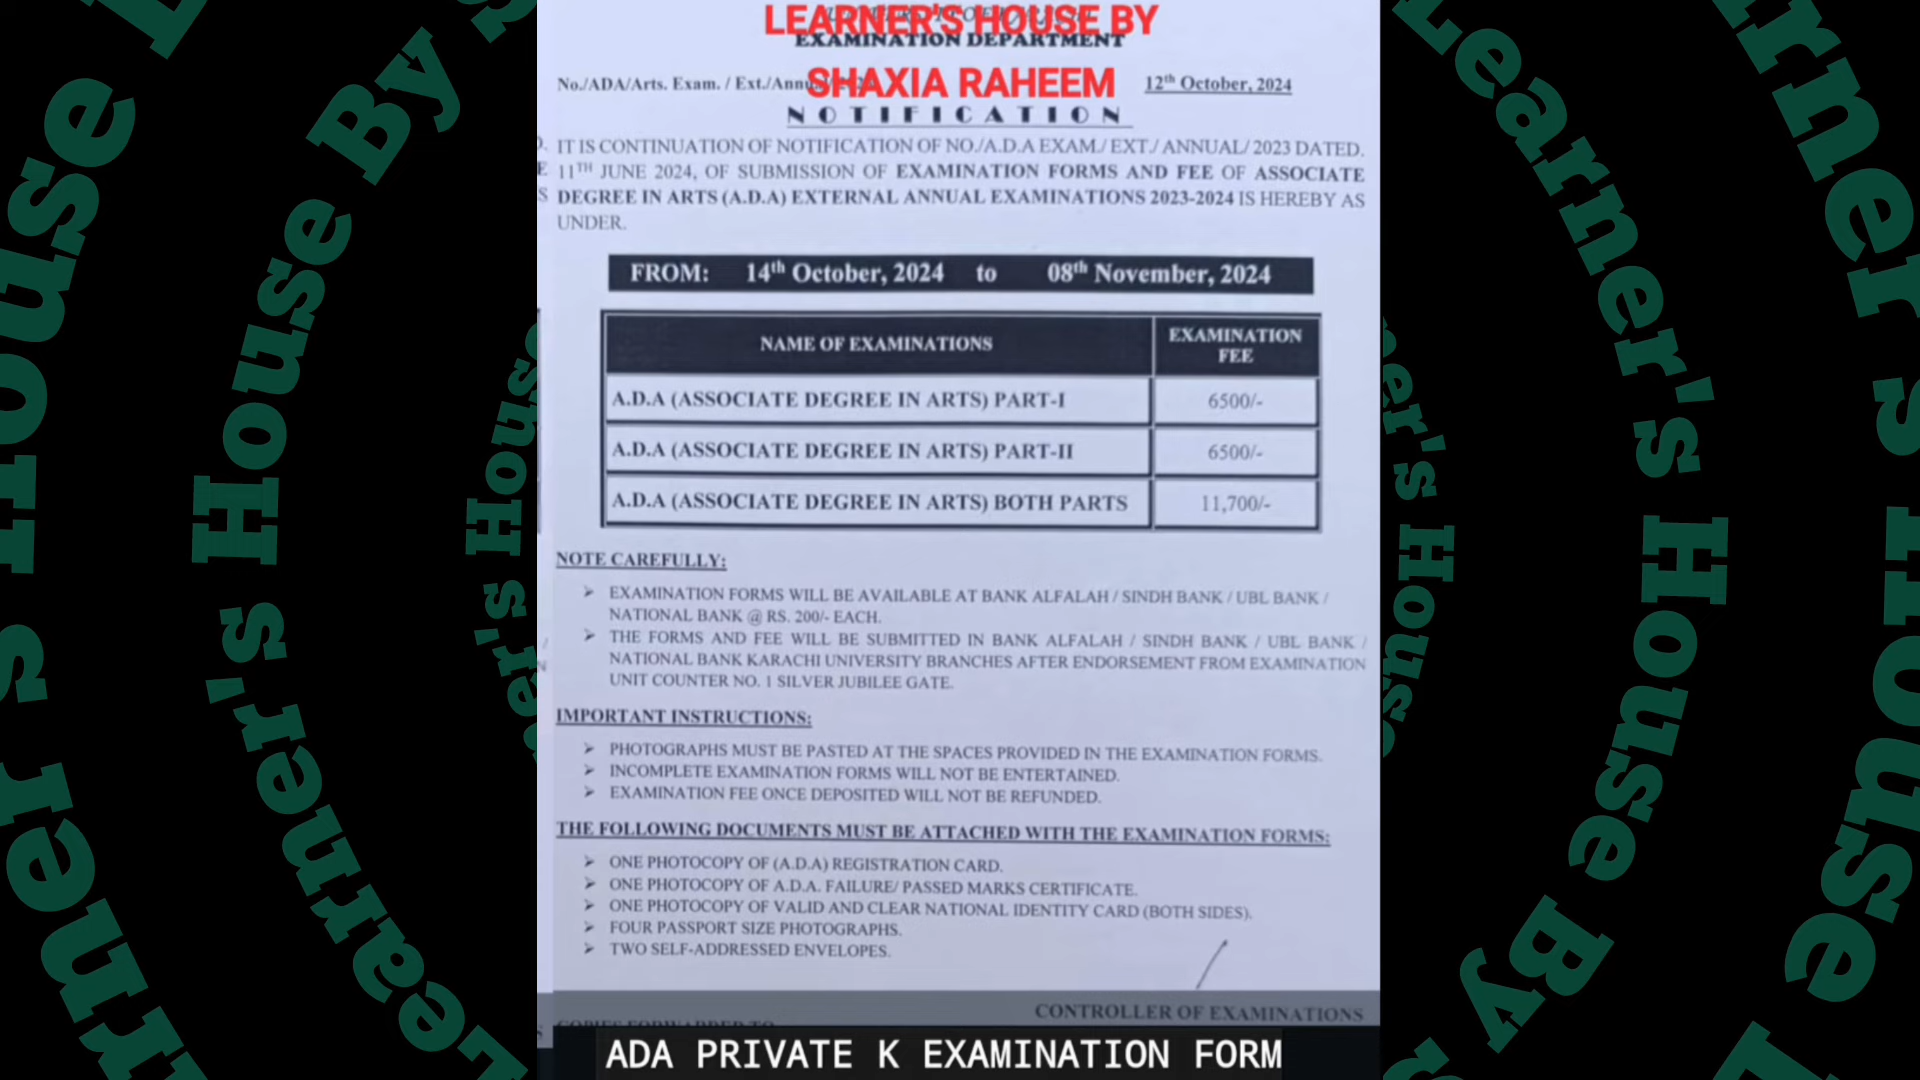 LEARNER'S HOUSE BY
EXAMINATION DEPARTMENT
SHAXIA RAHEEM
No./ADA/Arts. Exam. / Ext./Annual
12th October, 2024
NOTIFICATION
IT IS CONTINUATION OF NOTIFICATION OF NO./A.D.A EXAM./ EXT./ ANNUAL/ 2023 DATED.
11TH JUNE 2024, OF SUBMISSION OF EXAMINATION FORMS AND FEE OF ASSOCIATE
DEGREE IN ARTS (A.D.A) EXTERNAL ANNUAL EXAMINATIONS 2023-2024 IS HEREBY AS
UNDER.
FROM: 14th October, 2024 to 08th November, 2024
NAME OF EXAMINATIONS
EXAMINATION
FEE
A.D.A (ASSOCIATE DEGREE IN ARTS) PART-I 6500/-
A.D.A (ASSOCIATE DEGREE IN ARTS) PART-II 6500/-
A.D.A (ASSOCIATE DEGREE IN ARTS) BOTH PARTS 11,700/-
NOTE CAREFULLY:
➢ EXAMINATION FORMS WILL BE AVAILABLE AT BANK ALFALAH / SINDH BANK / UBL BANK /
NATIONAL BANK @ RS. 200/- EACH.
➢ THE FORMS AND FEE WILL BE SUBMITTED IN BANK ALFALAH / SINDH BANK / UBL BANK /
NATIONAL BANK KARACHI UNIVERSITY BRANCHES AFTER ENDORSEMENT FROM EXAMINATION
UNIT COUNTER NO. 1 SILVER JUBILEE GATE.
IMPORTANT INSTRUCTIONS:
➢ PHOTOGRAPHS MUST BE PASTED AT THE SPACES PROVIDED IN THE EXAMINATION FORMS.
➢ INCOMPLETE EXAMINATION FORMS WILL NOT BE ENTERTAINED.
➢ EXAMINATION FEE ONCE DEPOSITED WILL NOT BE REFUNDED.
THE FOLLOWING DOCUMENTS MUST BE ATTACHED WITH THE EXAMINATION FORMS:
➢ ONE PHOTOCOPY OF (A.D.A) REGISTRATION CARD.
➢ ONE PHOTOCOPY OF A.D.A. FAILURE/ PASSED MARKS CERTIFICATE.
➢ ONE PHOTOCOPY OF VALID AND CLEAR NATIONAL IDENTITY CARD (BOTH SIDES).
➢ FOUR PASSPORT SIZE PHOTOGRAPHS.
➢ TWO SELF-ADDRESSED ENVELOPES.
CONTROLLER OF EXAMINATIONS
COPIES FORWARDED TO
ADA PRIVATE K EXAMINATION FORM
Learner's House By
Learner's House By
Learner's House
Learner's House